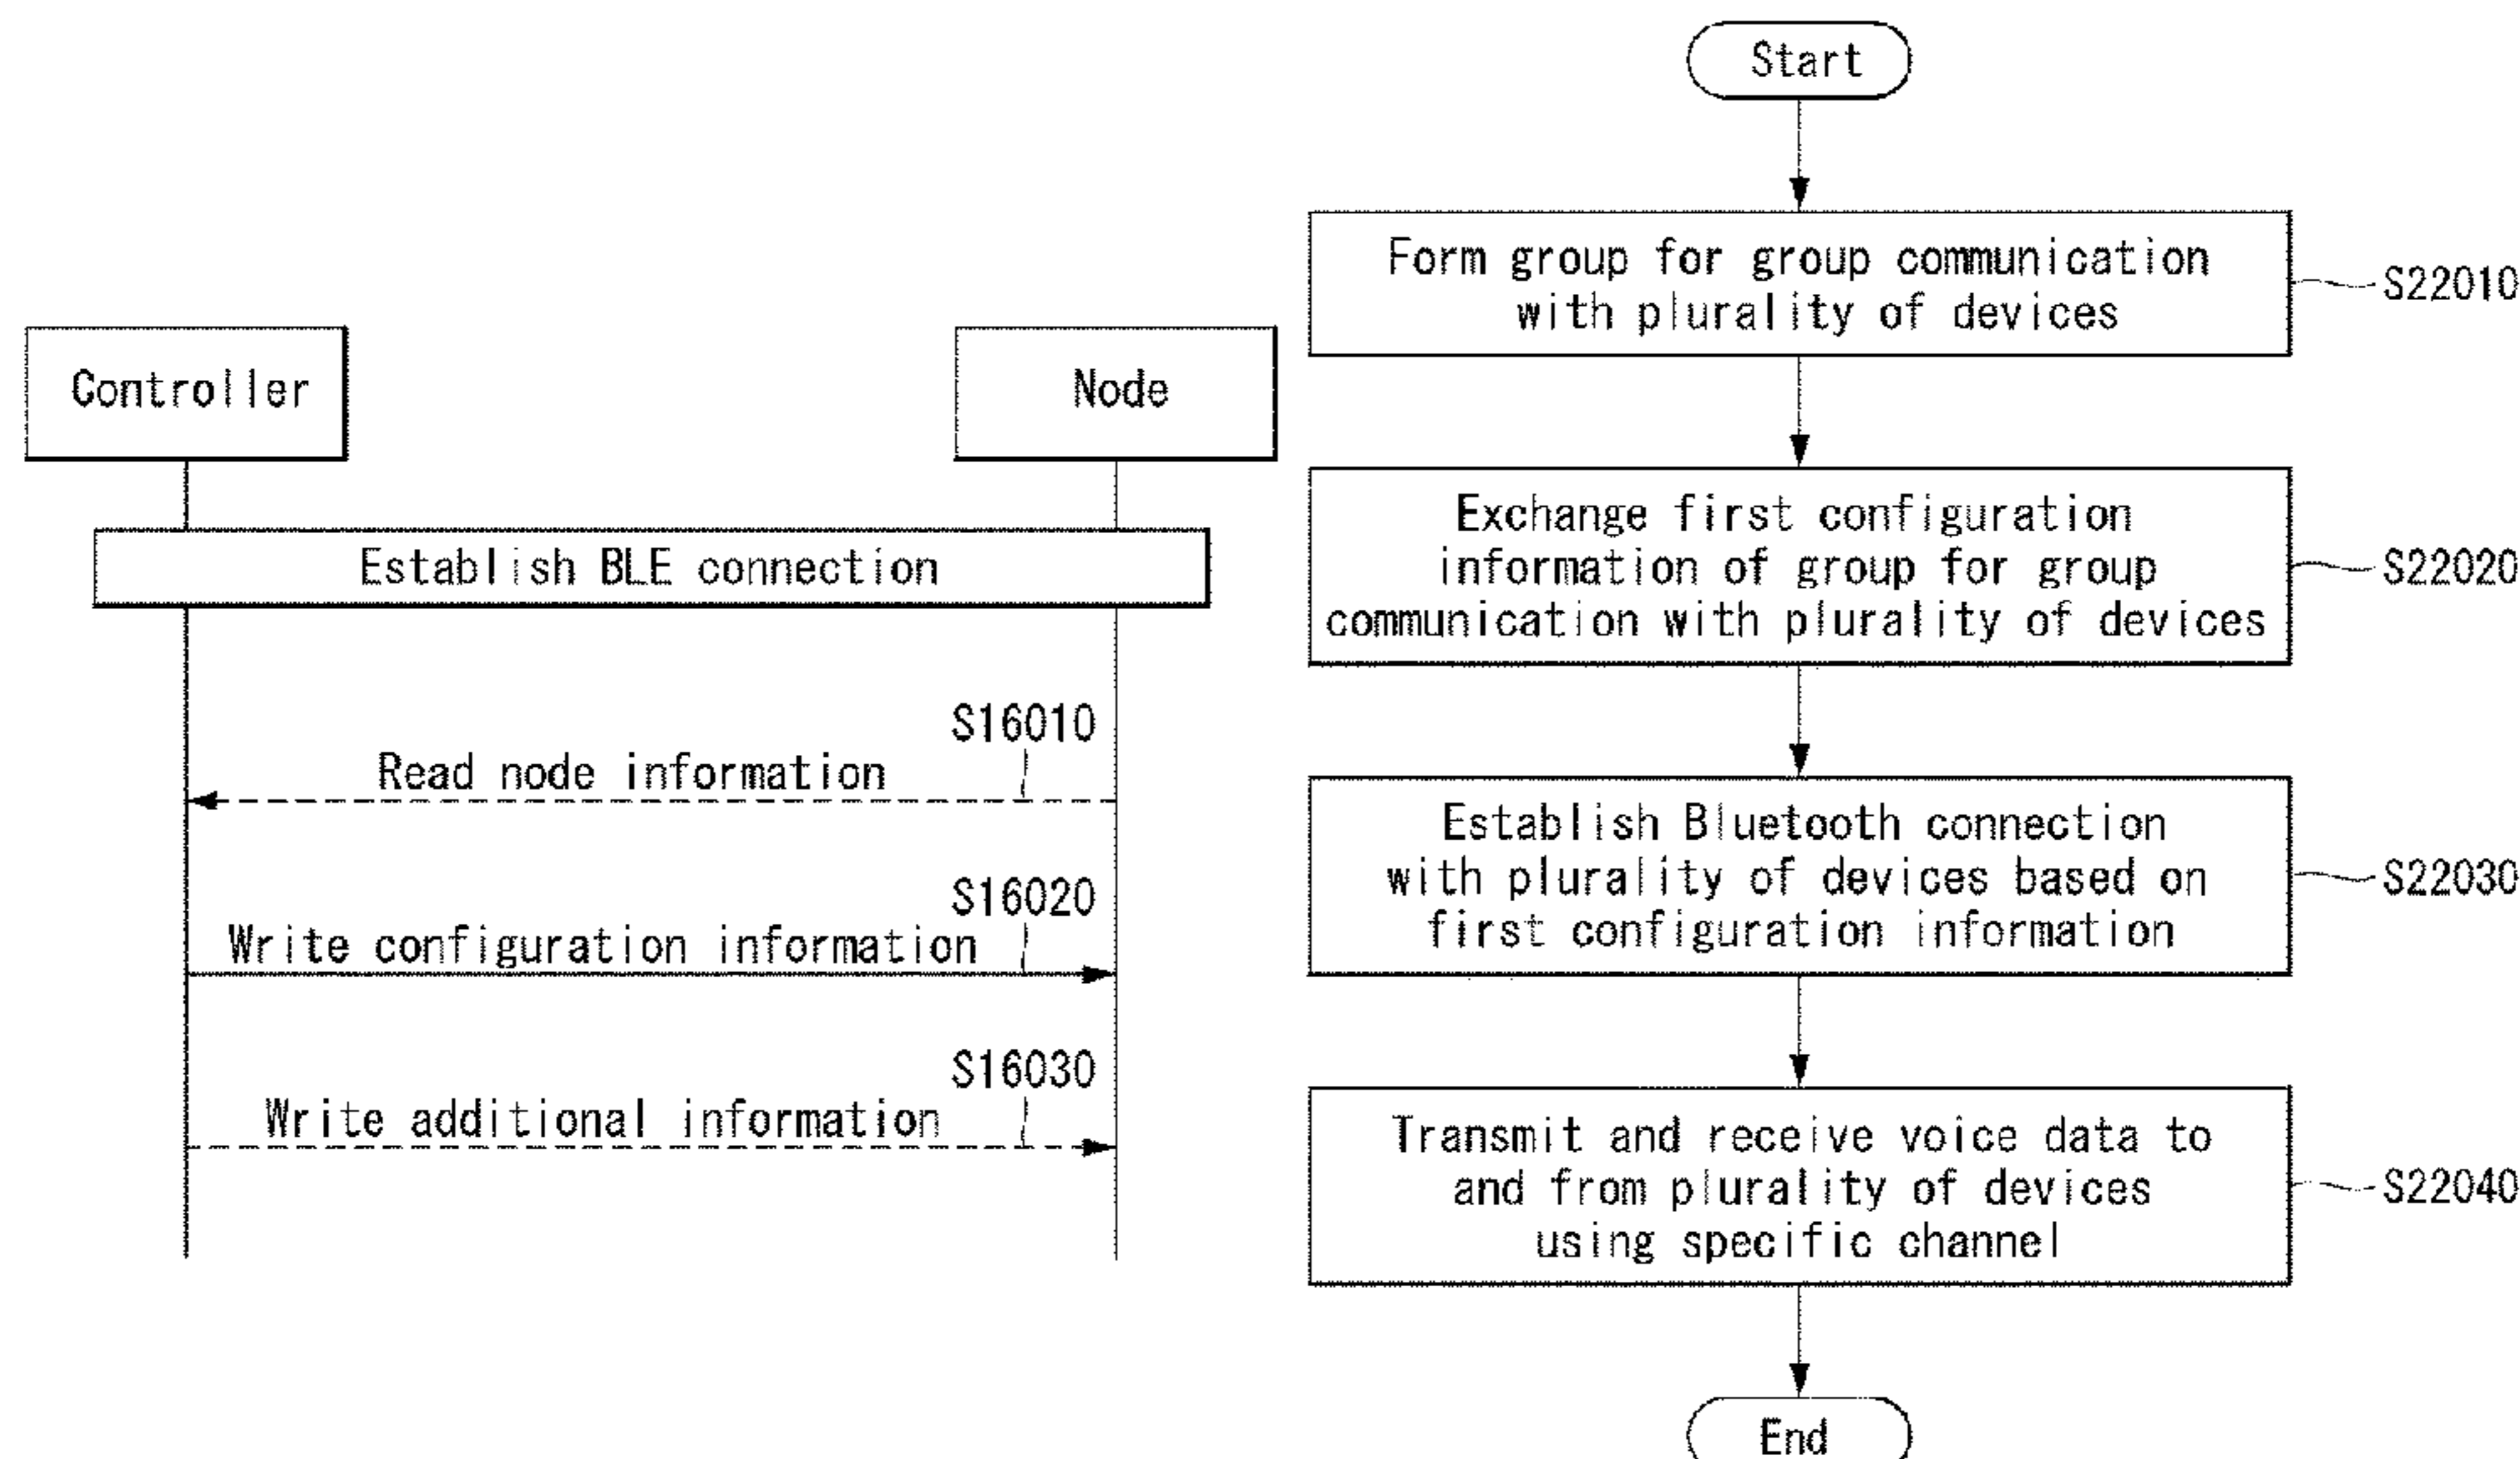 Controller
Node
Establish BLE connection
S16010
Read node information
S16020
Write configuration information
S16030
Write additional information
Start
Form group for group communication
with plurality of devices
S22010
Exchange first configuration
information of group for group
communication with plurality of devices
S22020
Establish Bluetooth connection
with plurality of devices based on
first configuration information
S22030
Transmit and receive voice data to
and from plurality of devices
using specific channel
S22040
End